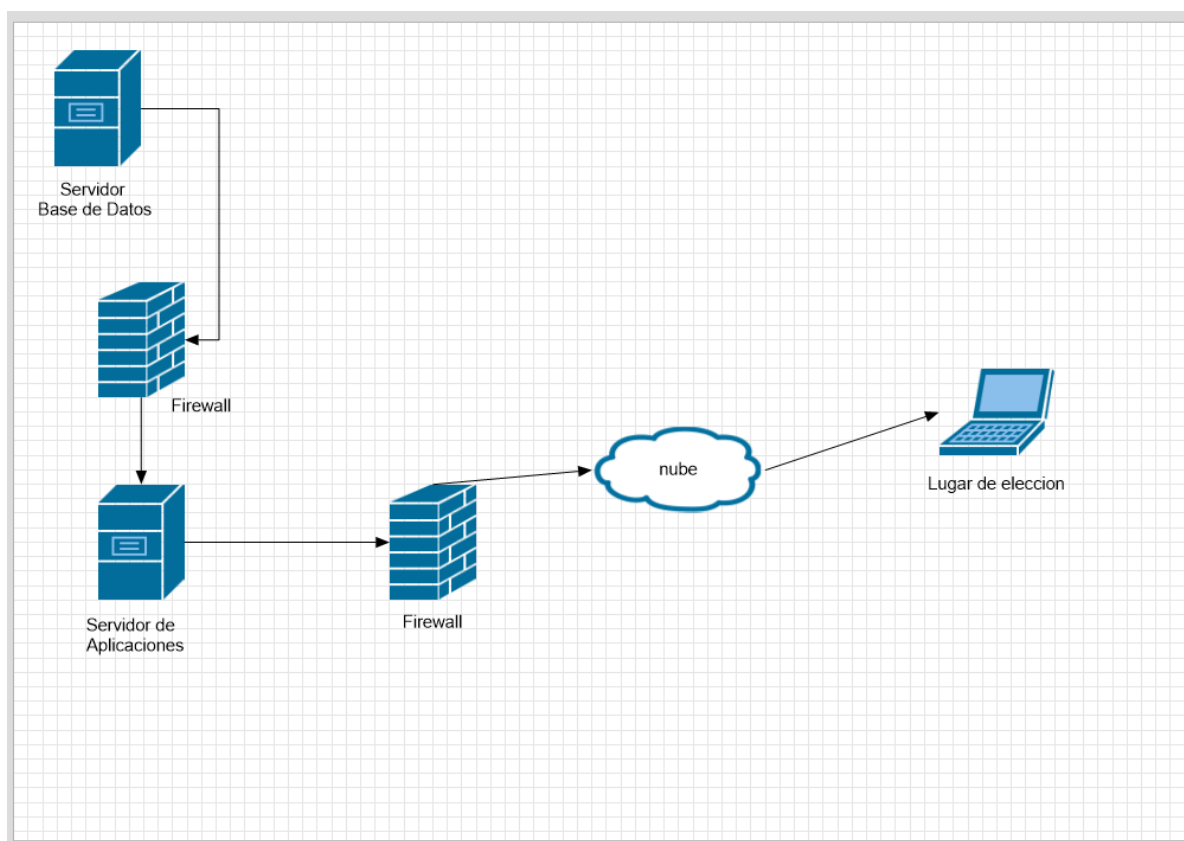 Servidor
Base de Datos
Firewall
nube
Lugar de eleccion
Servidor de
Aplicaciones
Firewall